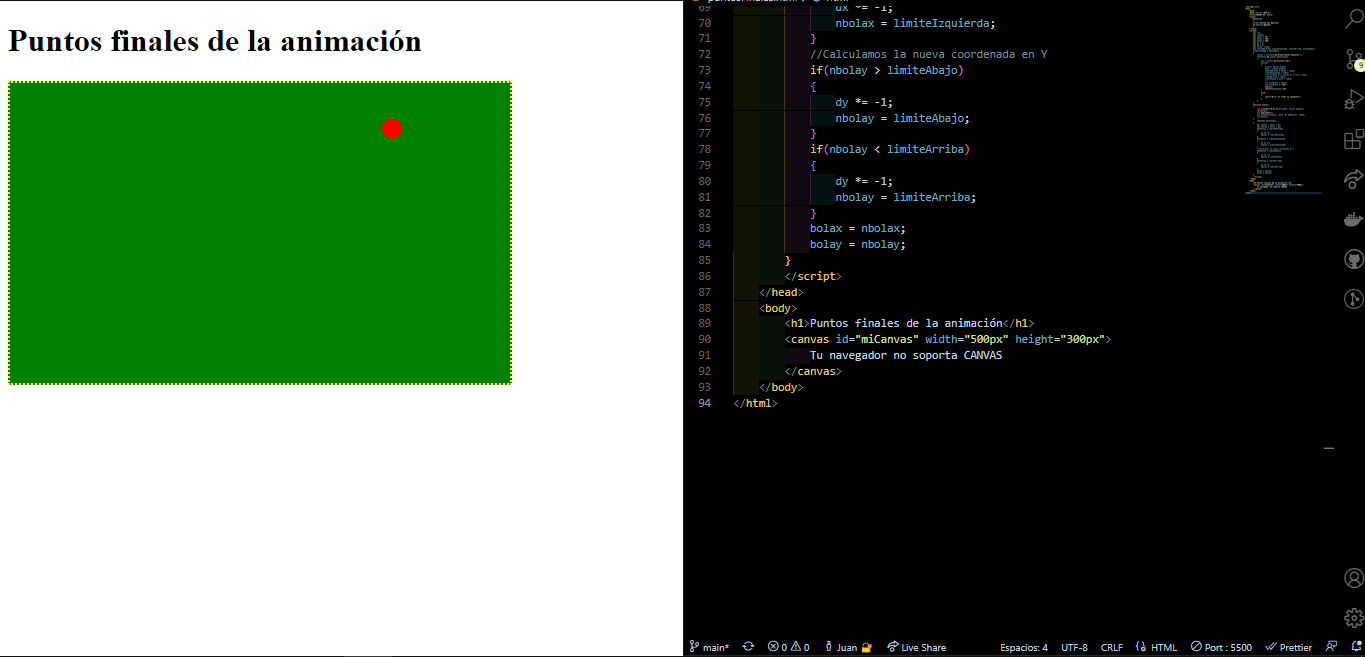 Puntos finales de la animación
69 dx *= -1;
70 nbolax = limiteIzquierda;
71 }
72 //Calculamos la nueva coordenada en Y
73 if(nbolay > limiteAbajo)
74 {
75 dy *= -1;
76 nbolay = limiteAbajo;
77 }
78 if(nbolay < limiteArriba)
79 {
80 dy *= -1;
81 nbolay = limiteArriba;
82 }
83 bolax = nbolax;
84 bolay = nbolay;
85 }
86 </script>
87 </head>
88 <body>
89 <h1>Puntos finales de la animación</h1>
90 <canvas id="miCanvas" width="500px" height="300px">
91 Tu navegador no soporta CANVAS
92 </canvas>
93 </body>
94 </html>
9
main* 0 0 Juan Live Share Espacios: 4 UTF-8 CRLF HTML Port : 5500 Prettier